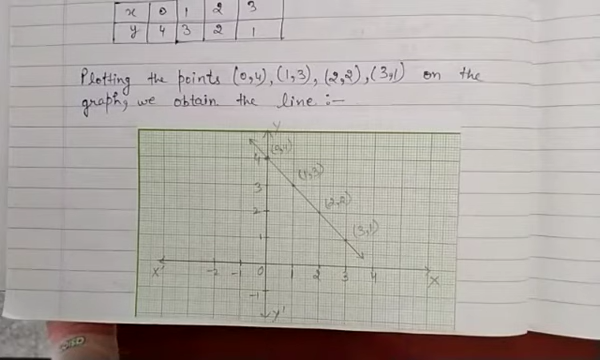 x 0 1 2 3
y 4 3 2 1
Plotting the points (0,4), (1,3), (2,2), (3,1) on the
graph, we obtain the line :-
Y
4 (0,1)
3 (1,3)
2 (2,2)
1 (3,1)
X' -2 -1 0 1 2 3 4 X
-1
Y'